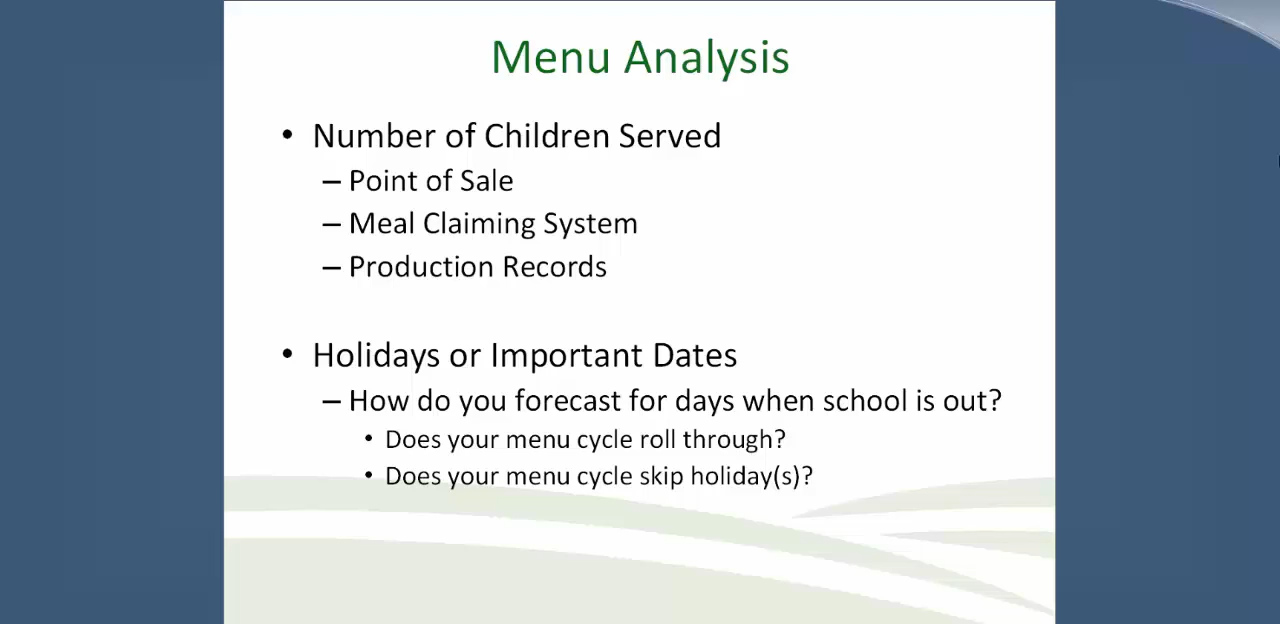 Menu Analysis
• Number of Children Served
– Point of Sale
– Meal Claiming System
– Production Records
• Holidays or Important Dates
– How do you forecast for days when school is out?
• Does your menu cycle roll through?
• Does your menu cycle skip holiday(s)?